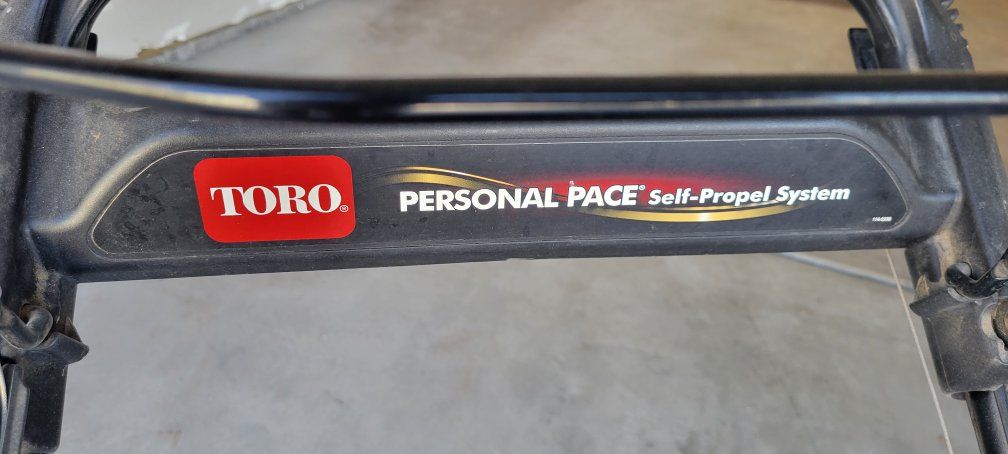 TORO®
PERSONAL PACE® Self-Propel System